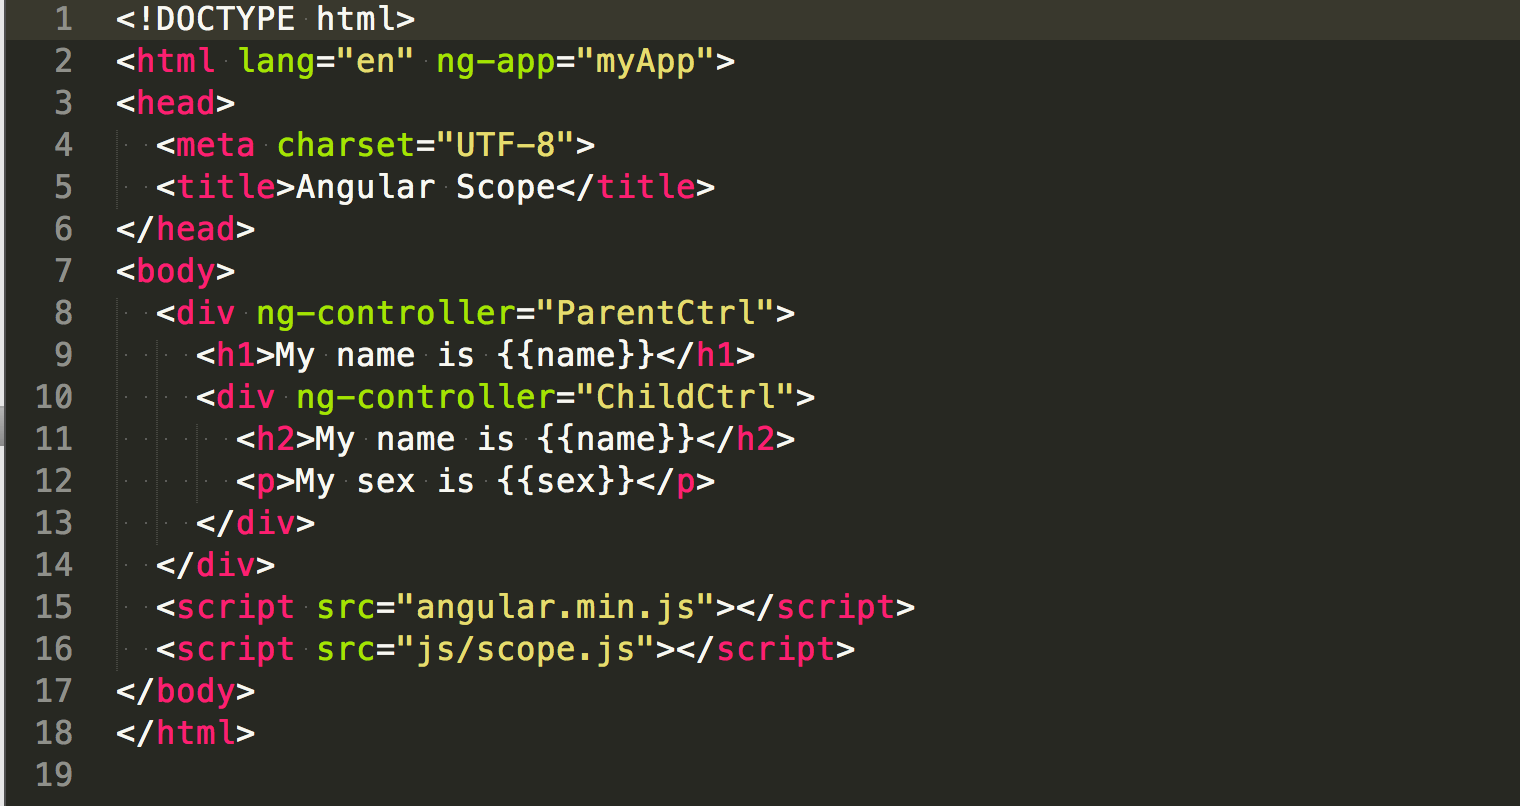 1 <!DOCTYPE html>
2 <html lang="en" ng-app="myApp">
3 <head>
4   <meta charset="UTF-8">
5   <title>Angular Scope</title>
6 </head>
7 <body>
8   <div ng-controller="ParentCtrl">
9     <h1>My name is {{name}}</h1>
10     <div ng-controller="ChildCtrl">
11       <h2>My name is {{name}}</h2>
12       <p>My sex is {{sex}}</p>
13     </div>
14   </div>
15   <script src="angular.min.js"></script>
16   <script src="js/scope.js"></script>
17 </body>
18 </html>
19